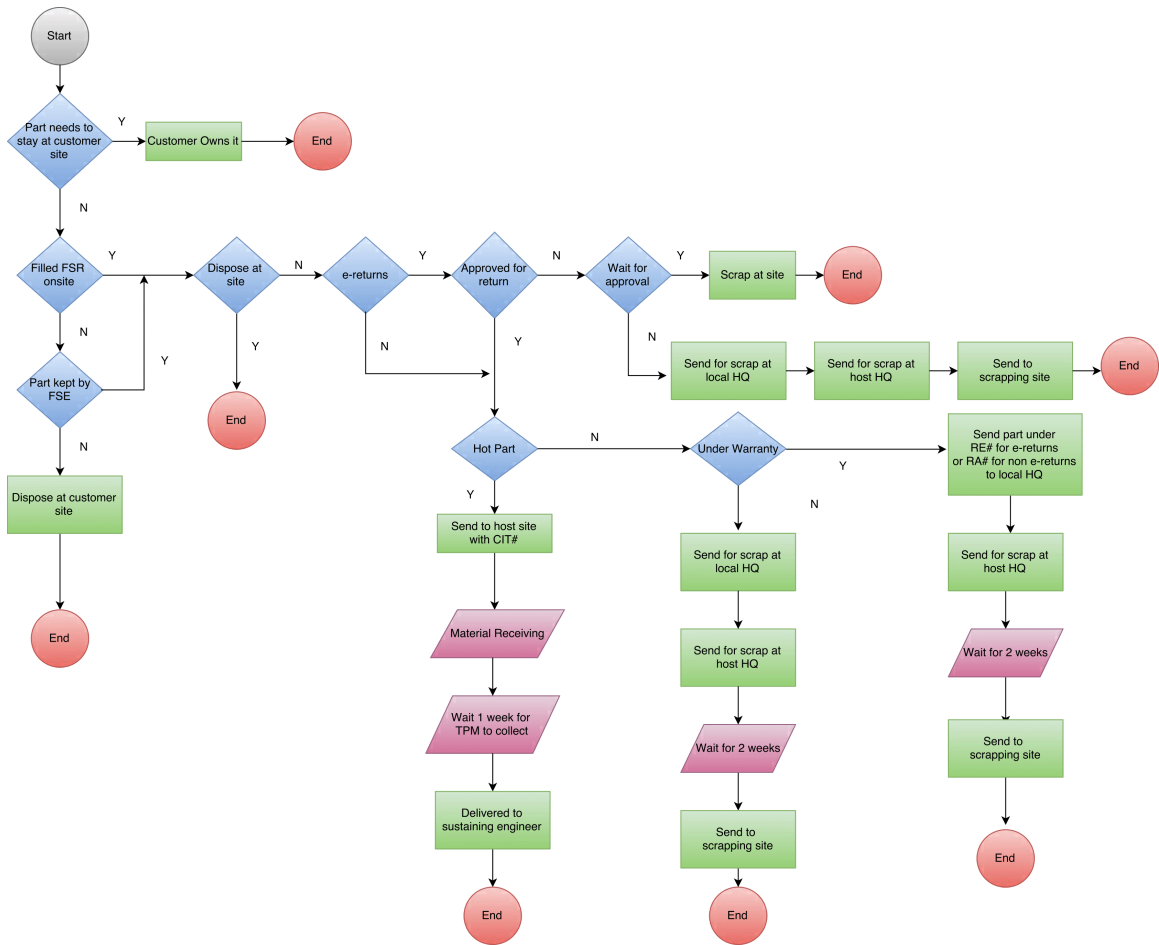 Start
Part needs to
stay at customer
site
Y
Customer Owns it
End
N
Filled FSR
onsite
Y
Dispose at
site
N
e-returns
Y
Approved for
return
N
Wait for
approval
Y
Scrap at site
End
N
Part kept by
FSE
Y
Y
End
N
Y
N
Send for scrap at
local HQ
Send for scrap at
host HQ
Send to
scrapping site
End
N
Dispose at customer
site
End
Hot Part
N
Under Warranty
Y
Send part under
RE# for e-returns
or RA# for non e-returns
to local HQ
Y
N
Send to host site
with CIT#
Material Receiving
Wait 1 week for
TPM to collect
Delivered to
sustaining engineer
End
Send for scrap at
local HQ
Send for scrap at
host HQ
Wait for 2 weeks
Send to
scrapping site
End
Send for scrap at
host HQ
Wait for 2 weeks
Send to
scrapping site
End